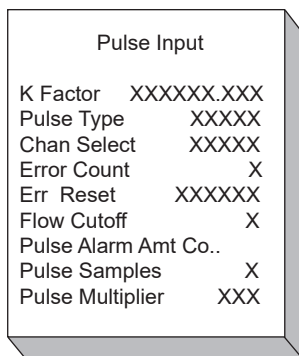 Pulse Input
K Factor XXXXXX.XXX
Pulse Type XXXXX
Chan Select XXXXX
Error Count X
Err Reset XXXXXX
Flow Cutoff X
Pulse Alarm Amt Co..
Pulse Samples X
Pulse Multiplier XXX